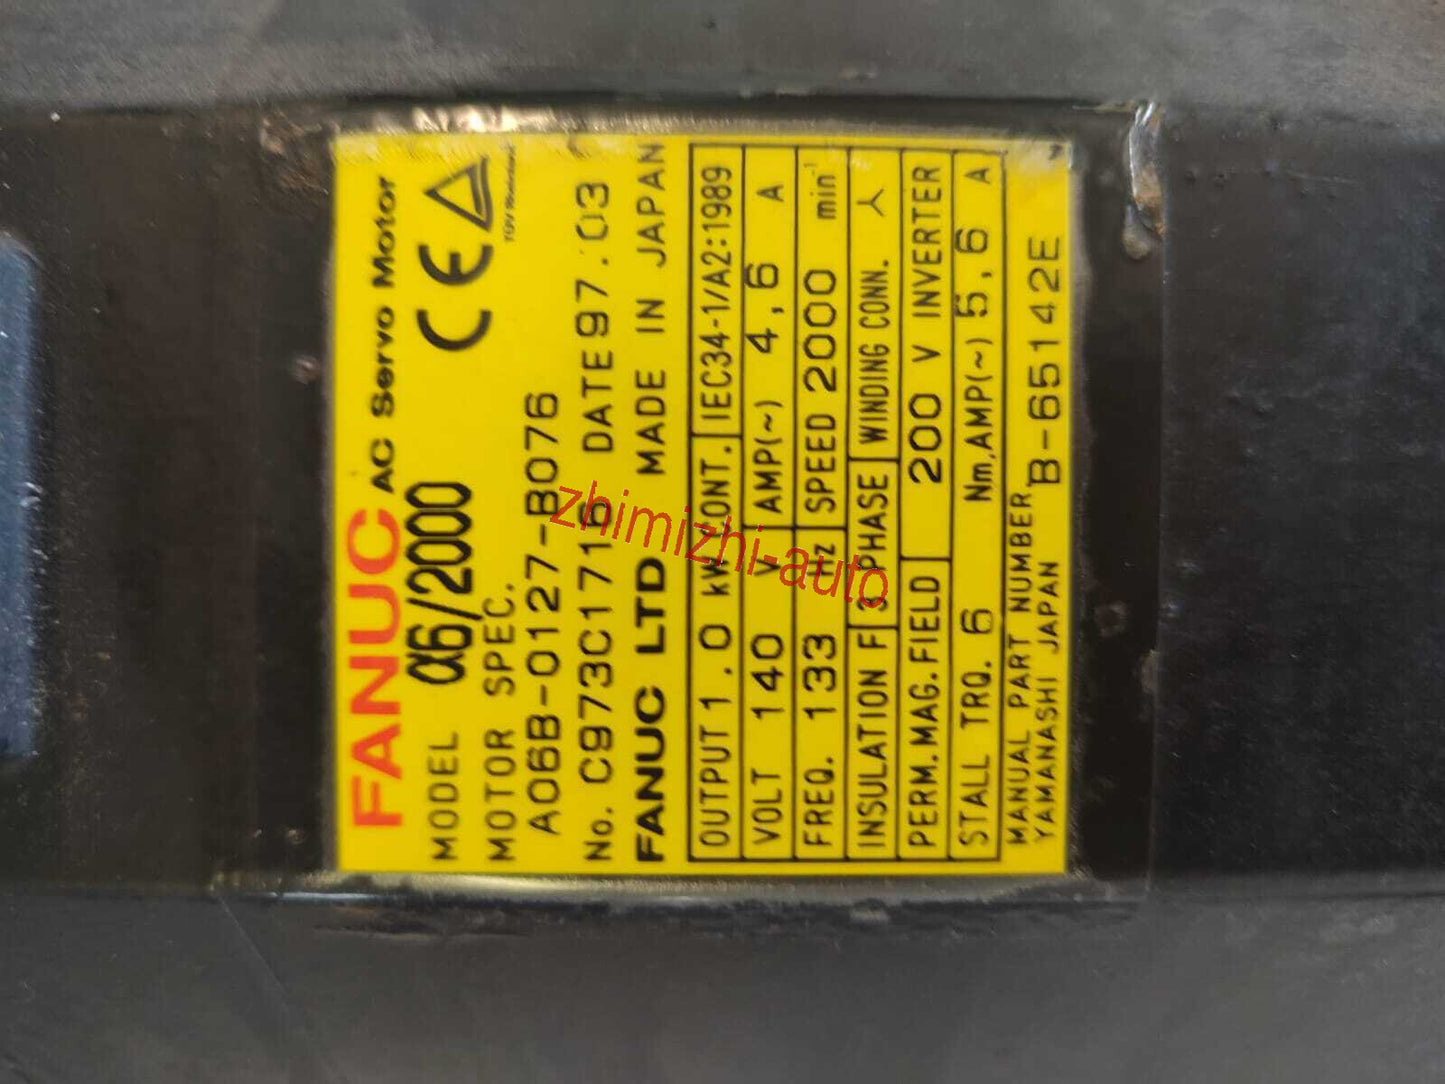 FANUC AC Servo Motor
MODEL α6/2000
CE
MOTOR SPEC.
A06B-0127-B076
No. C973C1716 DATE 97.03
FANUC LTD MADE IN JAPAN
OUTPUT 1.0 kW CONT. IEC34-1/A2:1989
VOLT 140 V AMP(~) 4,6 A
FREQ. 133 Hz SPEED 2000 min⁻¹
INSULATION F 3 PHASE WINDING CONN.
PERM.MAG.FIELD 200 V INVERTER
STALL TRQ. 6 Nm,AMP(~) 5,6 A
MANUAL PART NUMBER B-65142E
YAMANASHI JAPAN
zhimizhi-auto